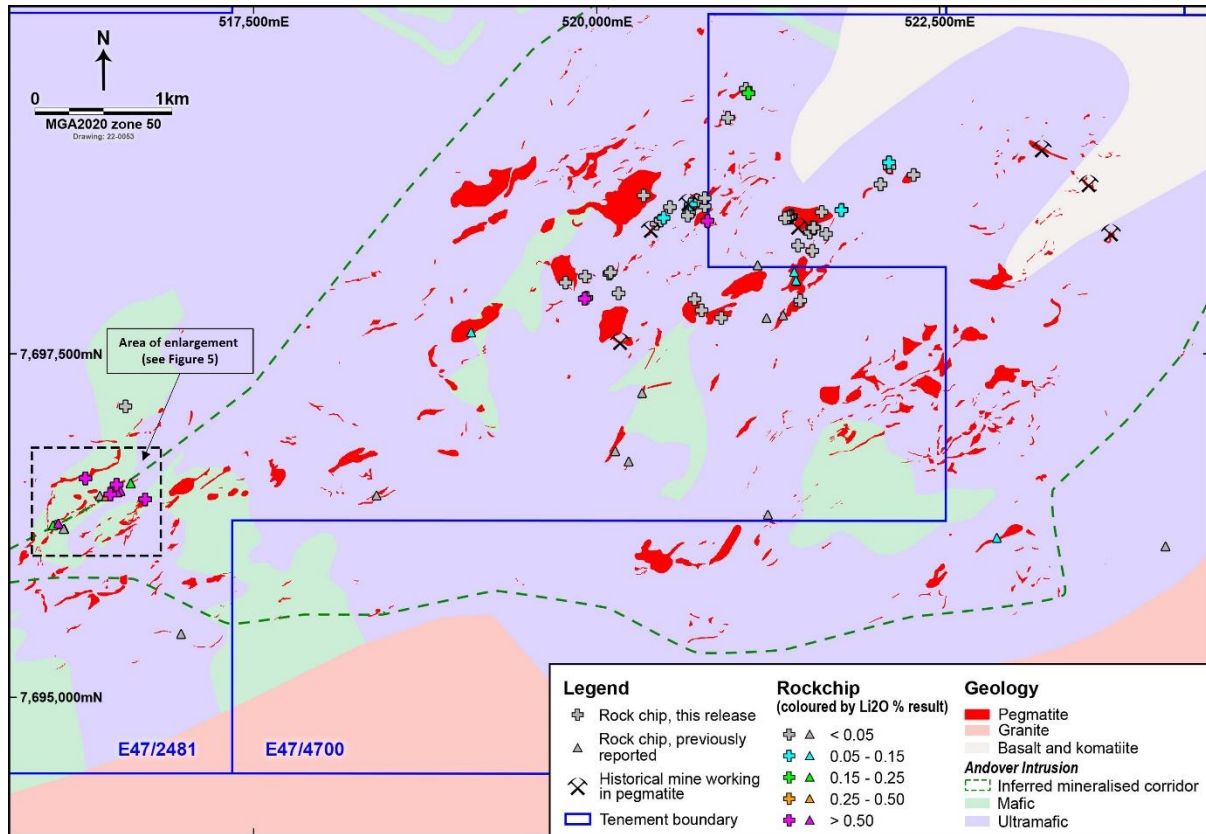 517,500mE
520,000mE
522,500mE
N
0 1km
MGA2020 zone 50
Drawing: 22-0053
Area of enlargement
(see Figure 5)
7,697,500mN
7,695,000mN
E47/2481
E47/4700
Legend
Rock chip, this release
Rock chip, previously
reported
Historical mine working
in pegmatite
Tenement boundary
Rockchip
(coloured by Li2O % result)
< 0.05
0.05 - 0.15
0.15 - 0.25
0.25 - 0.50
> 0.50
Geology
Pegmatite
Granite
Basalt and komatiite
Andover Intrusion
Inferred mineralised corridor
Mafic
Ultramafic